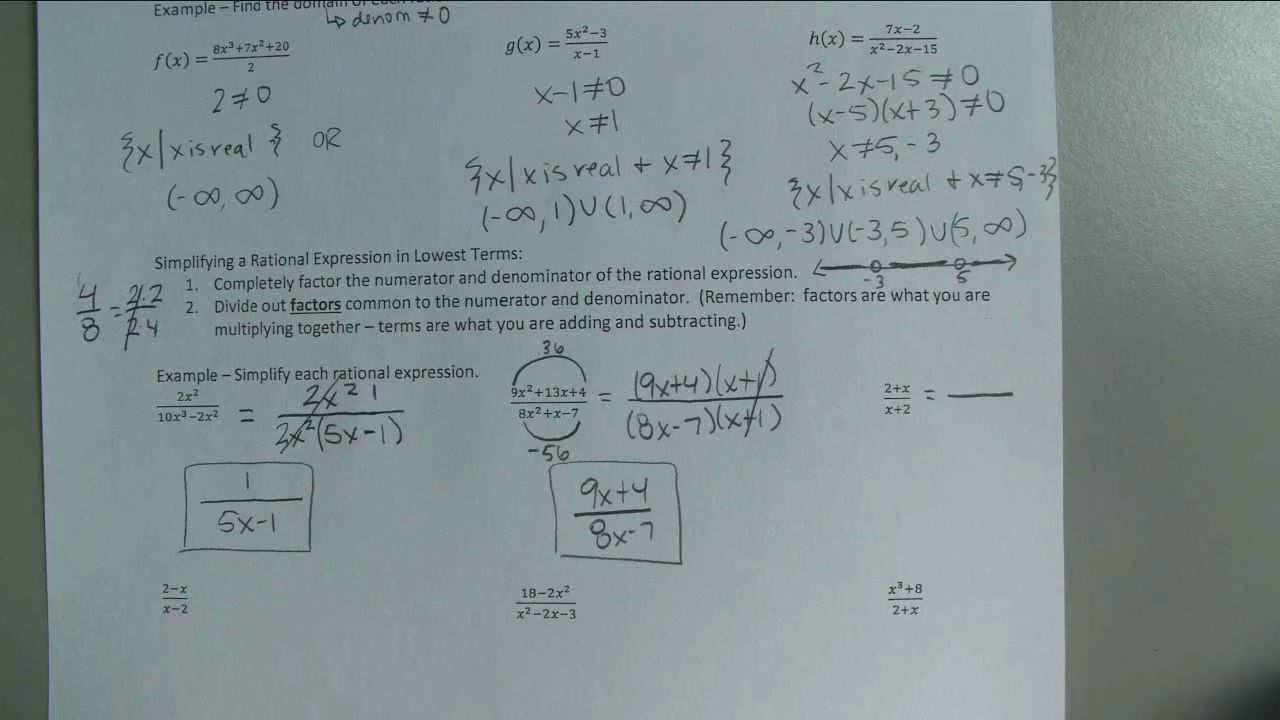 Example – Find the domain of each
↳ denom ≠ 0
f(x) = (8x³+7x²+20)/2
g(x) = (5x²−3)/(x−1)
h(x) = (7x−2)/(x²−2x−15)
2 ≠ 0
x−1 ≠ 0
x² − 2x − 15 ≠ 0
x ≠ 1
(x−5)(x+3) ≠ 0
{x | x is real} OR
x ≠ 5, −3
{x | x is real + x ≠ 1}
{x | x is real + x ≠ 5, −3}
(−∞, ∞)
(−∞, 1) ∪ (1, ∞)
(−∞, −3) ∪ (−3, 5) ∪ (5, ∞)
Simplifying a Rational Expression in Lowest Terms:
1. Completely factor the numerator and denominator of the rational expression.
−3 5
4/8 = 2·2/2·4
2. Divide out factors common to the numerator and denominator. (Remember: factors are what you are
multiplying together – terms are what you are adding and subtracting.)
Example – Simplify each rational expression.
2x²/(10x³−2x²) = 2x² 1/2x²(5x−1)
36
(9x²+13x+4)/(8x²+x−7) = (9x+4)(x+1)/(8x−7)(x+1)
−56
(2+x)/(x+2) =
1/(5x−1)
(9x+4)/(8x−7)
(2−x)/(x−2)
(18−2x²)/(x²−2x−3)
(x³+8)/(2+x)